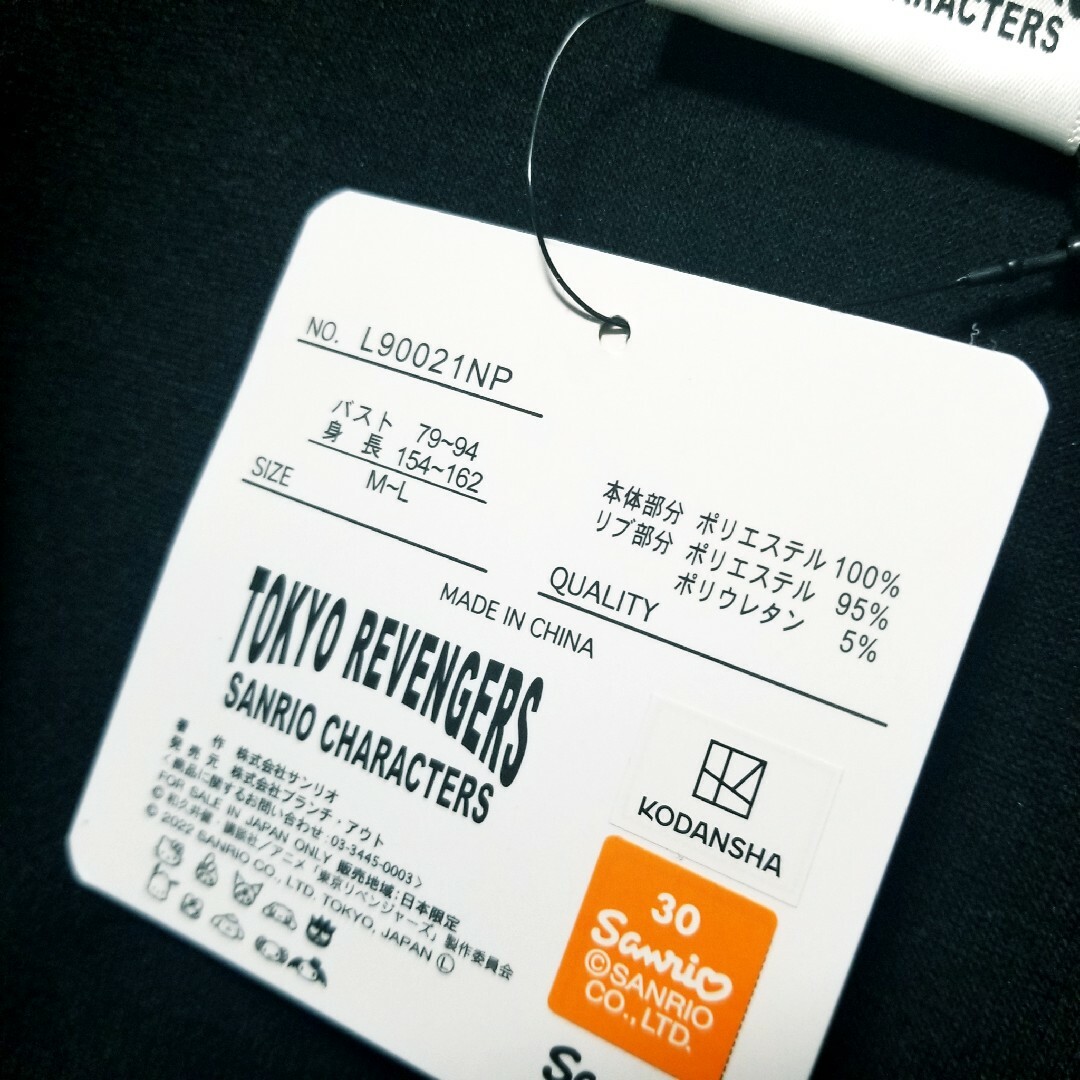 CHARACTERS
NO. L90021NP
バスト 79~94
身 長 154~162
SIZE M~L
本体部分 ポリエステル 100%
リブ部分 ポリエステル 95%
ポリウレタン 5%
QUALITY
MADE IN CHINA
TOKYO REVENGERS
SANRIO CHARACTERS
著 作 株式会社サンリオ
発 売 元 株式会社ブランチ・アウト
<商品に関するお問い合わせ:03-3445-0003>
FOR SALE IN JAPAN ONLY 販売地域:日本限定
© 和久井健・講談社/アニメ「東京リベンジャーズ」製作委員会
© 2022 SANRIO CO., LTD. TOKYO, JAPAN Ⓛ
KODANSHA
30
Sanrio
©SANRIO
CO., LTD.